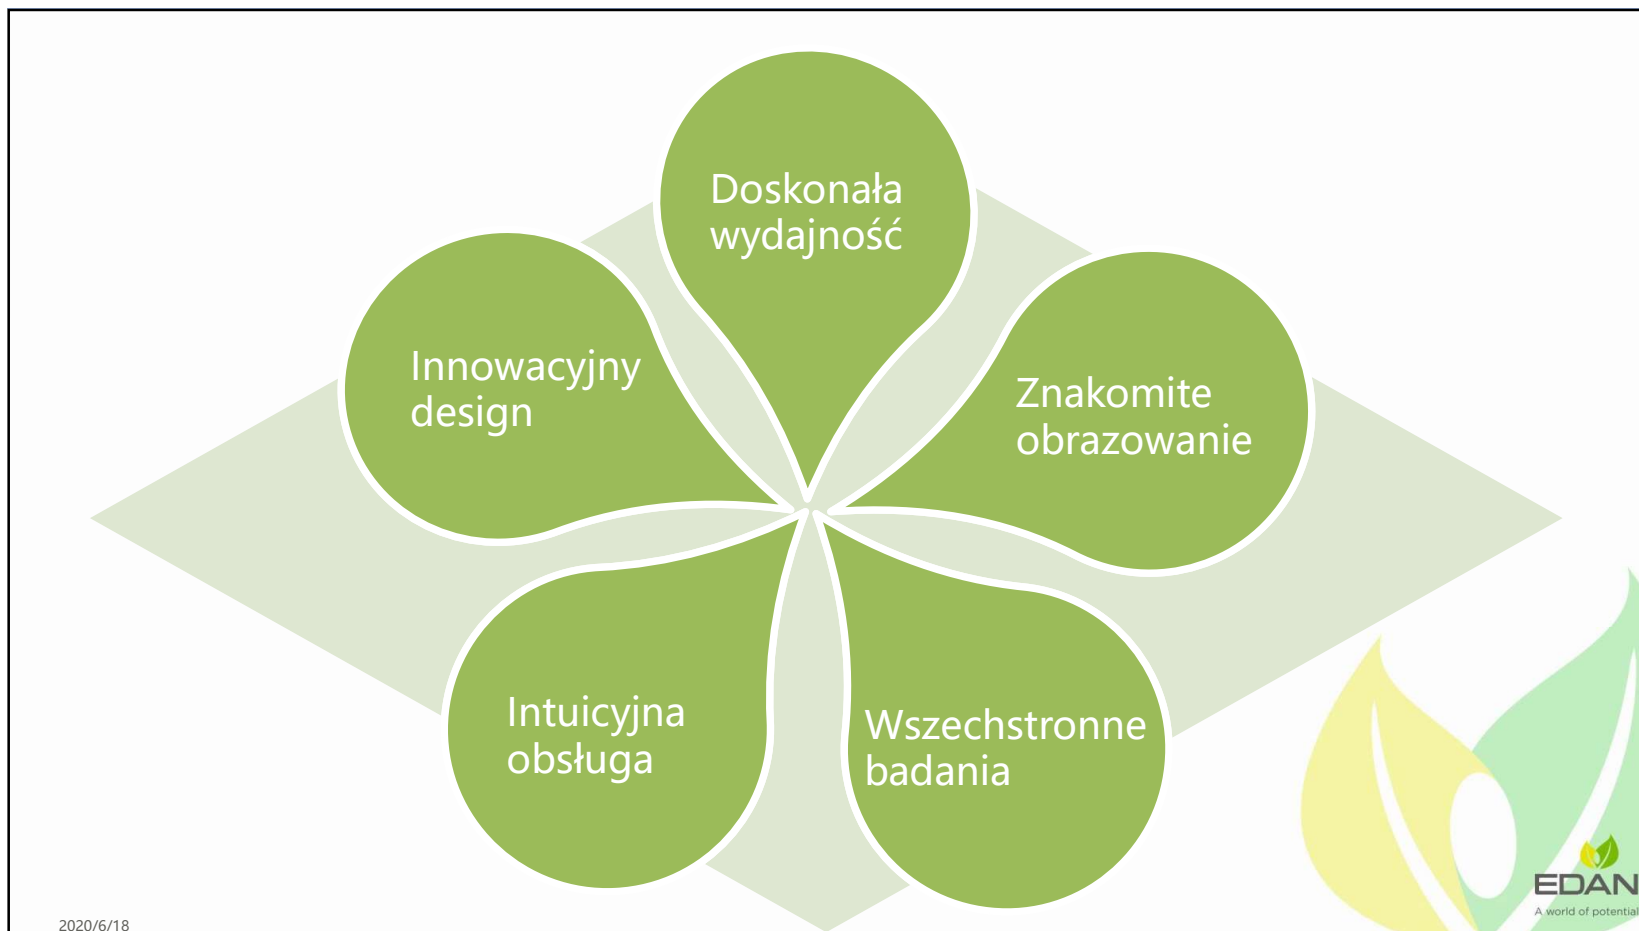 Doskonała
wydajność
Innowacyjny
design
Znakomite
obrazowanie
Intuicyjna
obsługa
Wszechstronne
badania
2020/6/18
EDAN
A world of potential